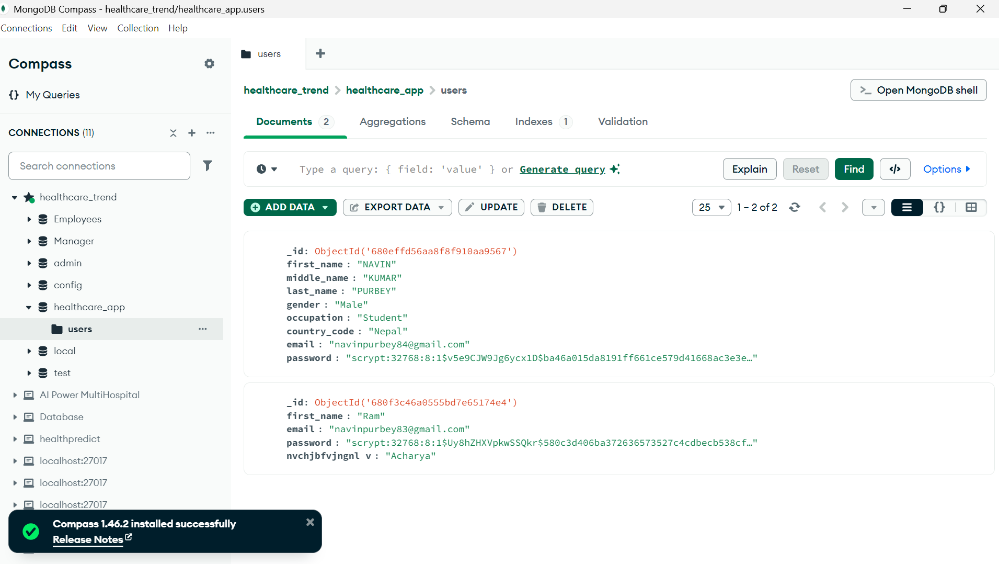 MongoDB Compass - healthcare_trend/healthcare_app.users
Connections Edit View Collection Help
Compass
{} My Queries
CONNECTIONS (11)
Search connections
healthcare_trend
Employees
Manager
admin
config
healthcare_app
users
local
test
AI Power MultiHospital
Database
healthpredict
localhost:27017
localhost:27017
localhost:27017
Compass 1.46.2 installed successfully
Release Notes
users
healthcare_trend > healthcare_app > users
>_ Open MongoDB shell
Documents 2 Aggregations Schema Indexes 1 Validation
Type a query: { field: 'value' } or Generate query
Explain Reset Find </> Options
ADD DATA EXPORT DATA UPDATE DELETE
25 1 – 2 of 2 {}
_id: ObjectId('680effd56aa8f8f910aa9567')
first_name : "NAVIN"
middle_name : "KUMAR"
last_name : "PURBEY"
gender : "Male"
occupation : "Student"
country_code : "Nepal"
email : "navinpurbey84@gmail.com"
password : "scrypt:32768:8:1$v5e9CJW9Jg6ycx1D$ba46a015da8191ff661ce579d41668ac3e3e…"
_id: ObjectId('680f3c46a0555bd7e65174e4')
first_name : "Ram"
email : "navinpurbey83@gmail.com"
password : "scrypt:32768:8:1$Uy8hZHXVpkwSSQkr$580c3d406ba372636573527c4cdbecb538cf…"
nvchjbfvjngnl v : "Acharya"